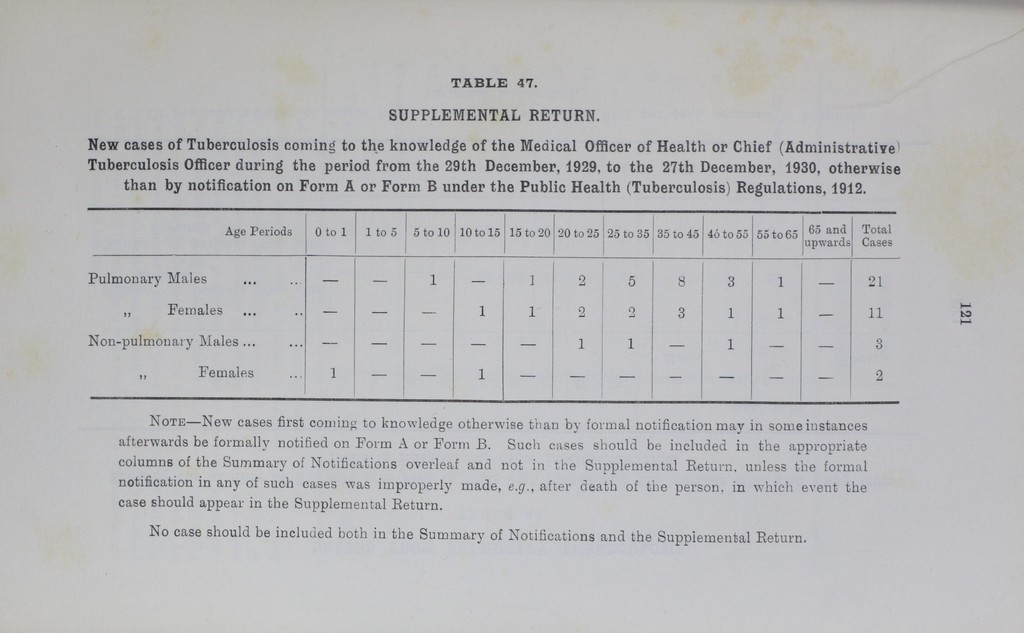 TABLE 47.
SUPPLEMENTAL RETURN.
New cases of Tuberculosis coming to the knowledge of the Medical Officer of Health or Chief (Administrative)
Tuberculosis Officer during the period from the 29th December, 1929, to the 27th December, 1930, otherwise
than by notification on Form A or Form B under the Public Health (Tuberculosis) Regulations, 1912.
Age Periods 0 to 1 1 to 5 5 to 10 10 to 15 15 to 20 20 to 25 25 to 35 35 to 45 45 to 55 55 to 65 65 and upwards Total Cases
Pulmonary Males ... ... — — 1 — 1 2 5 8 3 1 — 21
„ Females ... .. — — — 1 1 2 2 3 1 1 — 11
Non-pulmonary Males ... ... — — — — — 1 1 — 1 — — 3
„ Females ... 1 — — 1 — — — — — — — 2
NOTE—New cases first coming to knowledge otherwise than by formal notification may in some instances
afterwards be formally notified on Form A or Form B. Such cases should be included in the appropriate
columns of the Summary of Notifications overleaf and not in the Supplemental Return, unless the formal
notification in any of such cases was improperly made, e.g., after death of the person, in which event the
case should appear in the Supplemental Return.
No case should be included both in the Summary of Notifications and the Supplemental Return.
121